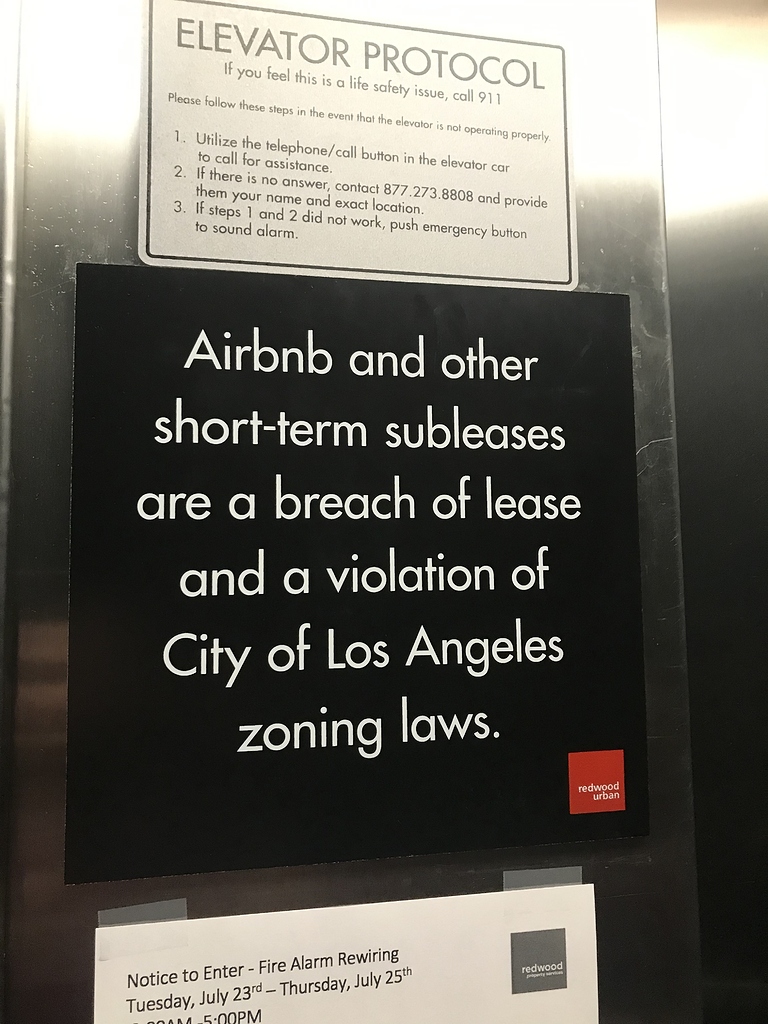 ELEVATOR PROTOCOL
If you feel this is a life safety issue, call 911
Please follow these steps in the event that the elevator is not operating properly.
1. Utilize the telephone/call button in the elevator car
to call for assistance.
2. If there is no answer, contact 877.273.8808 and provide
them your name and exact location.
3. If steps 1 and 2 did not work, push emergency button
to sound alarm.
Airbnb and other
short-term subleases
are a breach of lease
and a violation of
City of Los Angeles
zoning laws.
redwood
urban
Notice to Enter - Fire Alarm Rewiring
Tuesday, July 23rd – Thursday, July 25th
redwood
property services
-5:00PM